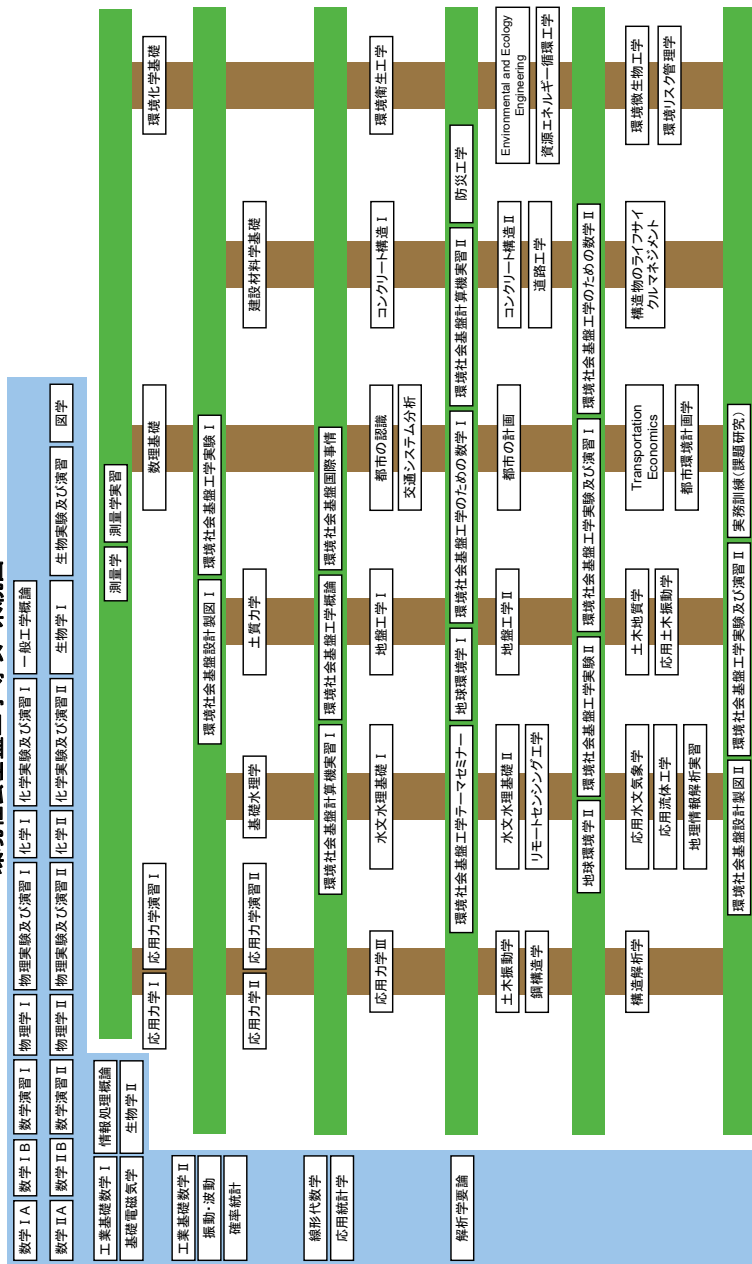 数学ⅠA
数学ⅠB
数学演習Ⅰ
物理学Ⅰ
物理実験及び演習Ⅰ
化学Ⅰ
化学実験及び演習Ⅰ
一般工学概論
数学ⅡA
数学ⅡB
数学演習Ⅱ
物理学Ⅱ
物理実験及び演習Ⅱ
化学Ⅱ
化学実験及び演習Ⅱ
生物学Ⅰ
生物実験及び演習
図学
工業基礎数学Ⅰ
情報処理概論
測量学
測量学実習
基礎電磁気学
生物学Ⅱ
応用力学Ⅰ
応用力学演習Ⅰ
数理基礎
環境化学基礎
工業基礎数学Ⅱ
振動・波動
確率統計
環境社会基盤設計製図Ⅰ
環境社会基盤工学実験Ⅰ
応用力学Ⅱ
応用力学演習Ⅱ
基礎水理学
土質力学
建設材料学基礎
線形代数学
応用統計学
環境社会基盤計算機実習Ⅰ
環境社会基盤工学概論
環境社会基盤国際事情
応用力学Ⅲ
水文水理基礎Ⅰ
地盤工学Ⅰ
都市の認識
交通システム分析
コンクリート構造Ⅰ
環境衛生工学
解析学要論
環境社会基盤工学テーマセミナー
地球環境学Ⅰ
環境社会基盤工学のための数学Ⅰ
環境社会基盤計算機実習Ⅱ
防災工学
土木振動学
鋼構造学
水文水理基礎Ⅱ
リモートセンシング工学
地盤工学Ⅱ
都市の計画
コンクリート構造Ⅱ
道路工学
Environmental and Ecology
Engineering
資源エネルギー循環工学
地球環境学Ⅱ
環境社会基盤工学実験Ⅱ
環境社会基盤工学実験及び演習Ⅰ
環境社会基盤工学のための数学Ⅱ
構造解析学
応用水文気象学
応用流体工学
地理情報解析実習
土木地質学
応用土木振動学
Transportation
Economics
都市環境計画学
構造物のライフサイ
クルマネジメント
環境微生物工学
環境リスク管理学
環境社会基盤設計製図Ⅱ
環境社会基盤工学実験及び演習Ⅱ
実務訓練(課題研究)